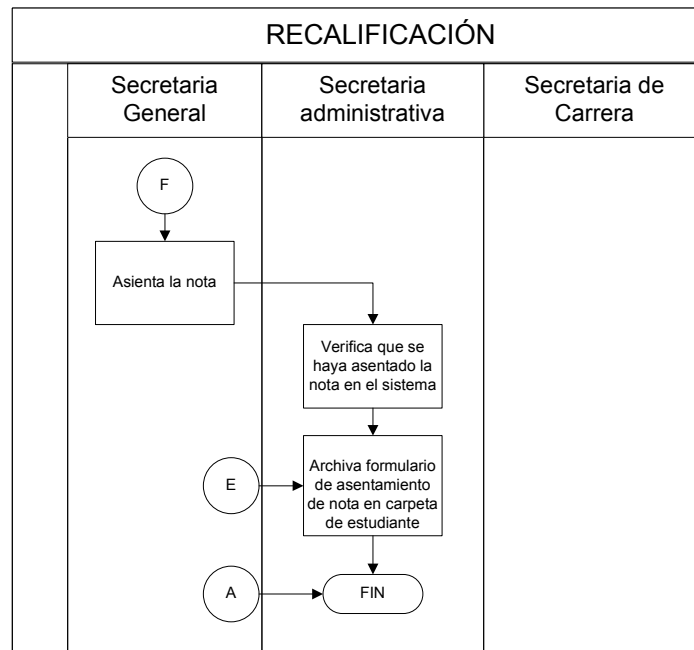 RECALIFICACIÓN
Secretaria
General
Secretaria
administrativa
Secretaria de
Carrera
F
Asienta la nota
Verifica que se
haya asentado la
nota en el sistema
E
Archiva formulario
de asentamiento
de nota en carpeta
de estudiante
A
FIN